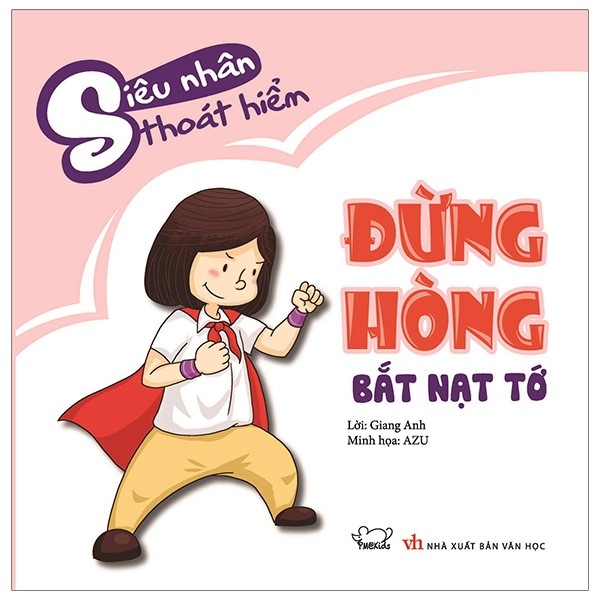 Siêu nhân
thoát hiểm
ĐỪNG
HÒNG
BẮT NẠT TỚ
Lời: Giang Anh
Minh họa: AZU
PMBKids
vh NHÀ XUẤT BẢN VĂN HỌC